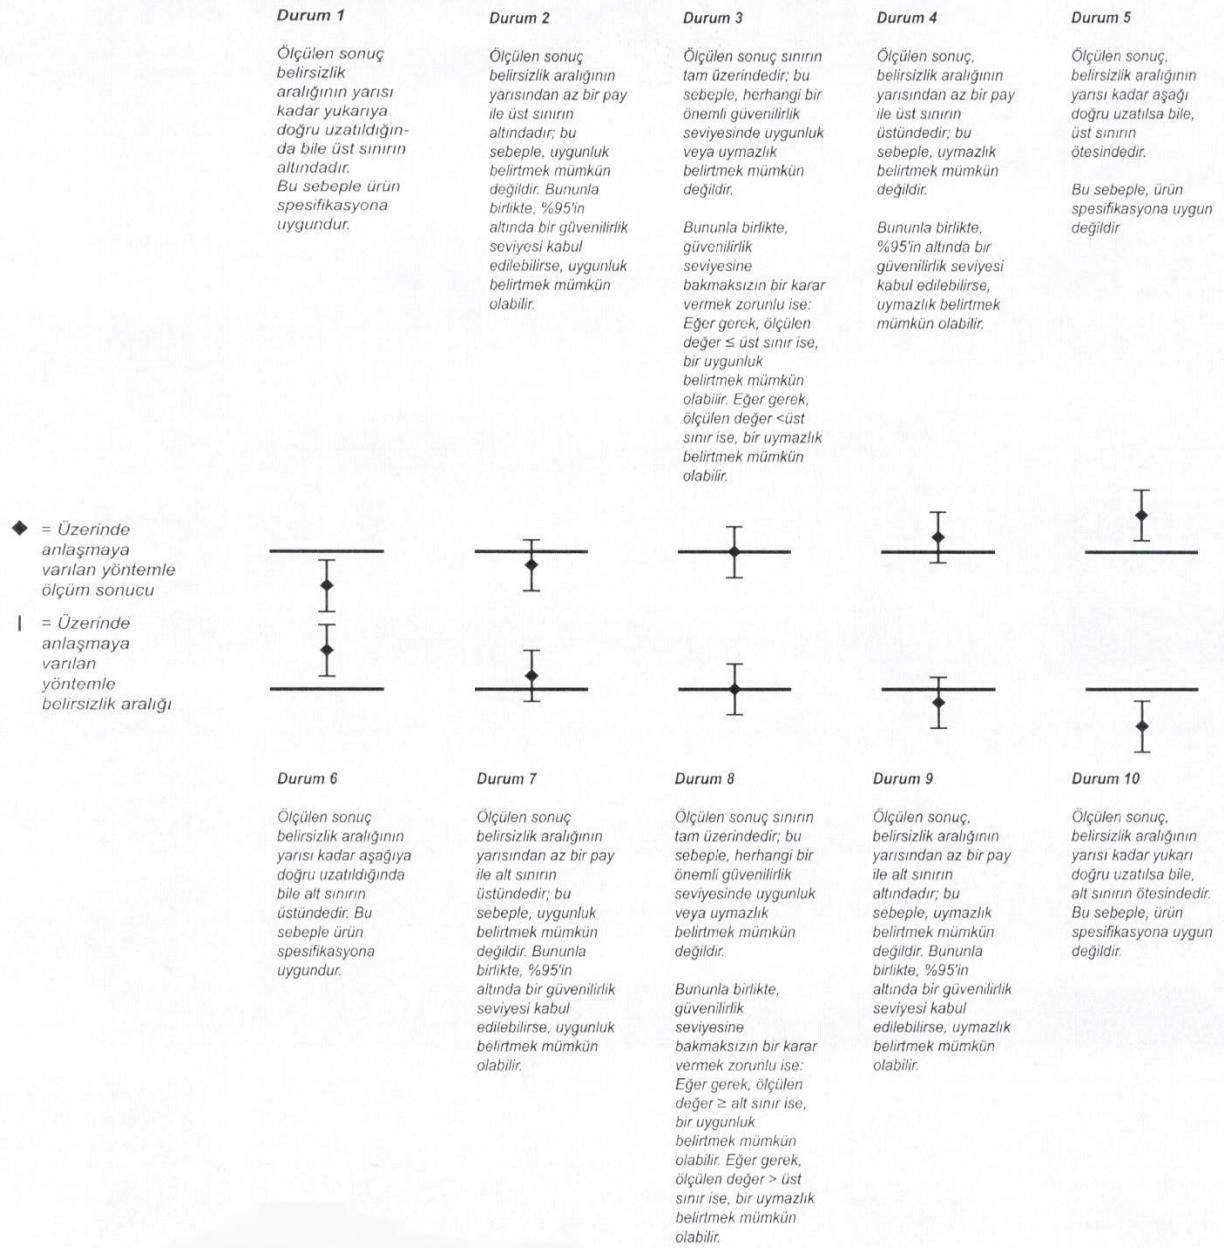 Durum 1
Ölçülen sonuç
belirsizlik
aralığının yarısı
kadar yukarıya
doğru uzatıldığın-
da bile üst sınırın
altındadır.
Bu sebeple ürün
spesifikasyona
uygundur.
Durum 2
Ölçülen sonuç
belirsizlik aralığının
yarısından az bir pay
ile üst sınırın
altındadır; bu
sebeple, uygunluk
belirtmek mümkün
değildir. Bununla
birlikte, %95'in
altında bir güvenilirlik
seviyesi kabul
edilebilirse, uygunluk
belirtmek mümkün
olabilir.
Durum 3
Ölçülen sonuç sınırın
tam üzerindedir; bu
sebeple, herhangi bir
önemli güvenilirlik
seviyesinde uygunluk
veya uymazlık
belirtmek mümkün
değildir.
Bununla birlikte,
güvenilirlik
seviyesine
bakmaksızın bir karar
vermek zorunlu ise:
Eğer gerek, ölçülen
değer ≤ üst sınır ise,
bir uygunluk
belirtmek mümkün
olabilir. Eğer gerek,
ölçülen değer <üst
sınır ise, bir uymazlık
belirtmek mümkün
olabilir.
Durum 4
Ölçülen sonuç,
belirsizlik aralığının
yarısından az bir pay
ile üst sınırın
üstündedir; bu
sebeple, uymazlık
belirtmek mümkün
değildir.
Bununla birlikte,
%95'in altında bir
güvenilirlik seviyesi
kabul edilebilirse,
uymazlık belirtmek
mümkün olabilir.
Durum 5
Ölçülen sonuç,
belirsizlik aralığının
yarısı kadar aşağı
doğru uzatılsa bile,
üst sınırın
ötesindedir.
Bu sebeple, ürün
spesifikasyona uygun
değildir
= Üzerinde
anlaşmaya
varılan yöntemle
ölçüm sonucu
= Üzerinde
anlaşmaya
varılan
yöntemle
belirsizlik aralığı
Durum 6
Ölçülen sonuç
belirsizlik aralığının
yarısı kadar aşağıya
doğru uzatıldığında
bile alt sınırın
üstündedir. Bu
sebeple ürün
spesifikasyona
uygundur.
Durum 7
Ölçülen sonuç
belirsizlik aralığının
yarısından az bir pay
ile alt sınırın
üstündedir; bu
sebeple, uygunluk
belirtmek mümkün
değildir. Bununla
birlikte, %95'in
altında bir güvenilirlik
seviyesi kabul
edilebilirse, uygunluk
belirtmek mümkün
olabilir.
Durum 8
Ölçülen sonuç sınırın
tam üzerindedir; bu
sebeple, herhangi bir
önemli güvenilirlik
seviyesinde uygunluk
veya uymazlık
belirtmek mümkün
değildir.
Bununla birlikte,
güvenilirlik
seviyesine
bakmaksızın bir karar
vermek zorunlu ise:
Eğer gerek, ölçülen
değer ≥ alt sınır ise,
bir uygunluk
belirtmek mümkün
olabilir. Eğer gerek,
ölçülen değer > üst
sınır ise, bir uymazlık
belirtmek mümkün
olabilir.
Durum 9
Ölçülen sonuç,
belirsizlik aralığının
yarısından az bir pay
ile alt sınırın
altındadır; bu
sebeple, uymazlık
belirtmek mümkün
değildir. Bununla
birlikte, %95'in
altında bir güvenilirlik
seviyesi kabul
edilebilirse, uymazlık
belirtmek mümkün
olabilir.
Durum 10
Ölçülen sonuç,
belirsizlik aralığının
yarısı kadar yukarı
doğru uzatılsa bile,
alt sınırın ötesindedir.
Bu sebeple, ürün
spesifikasyona uygun
değildir.